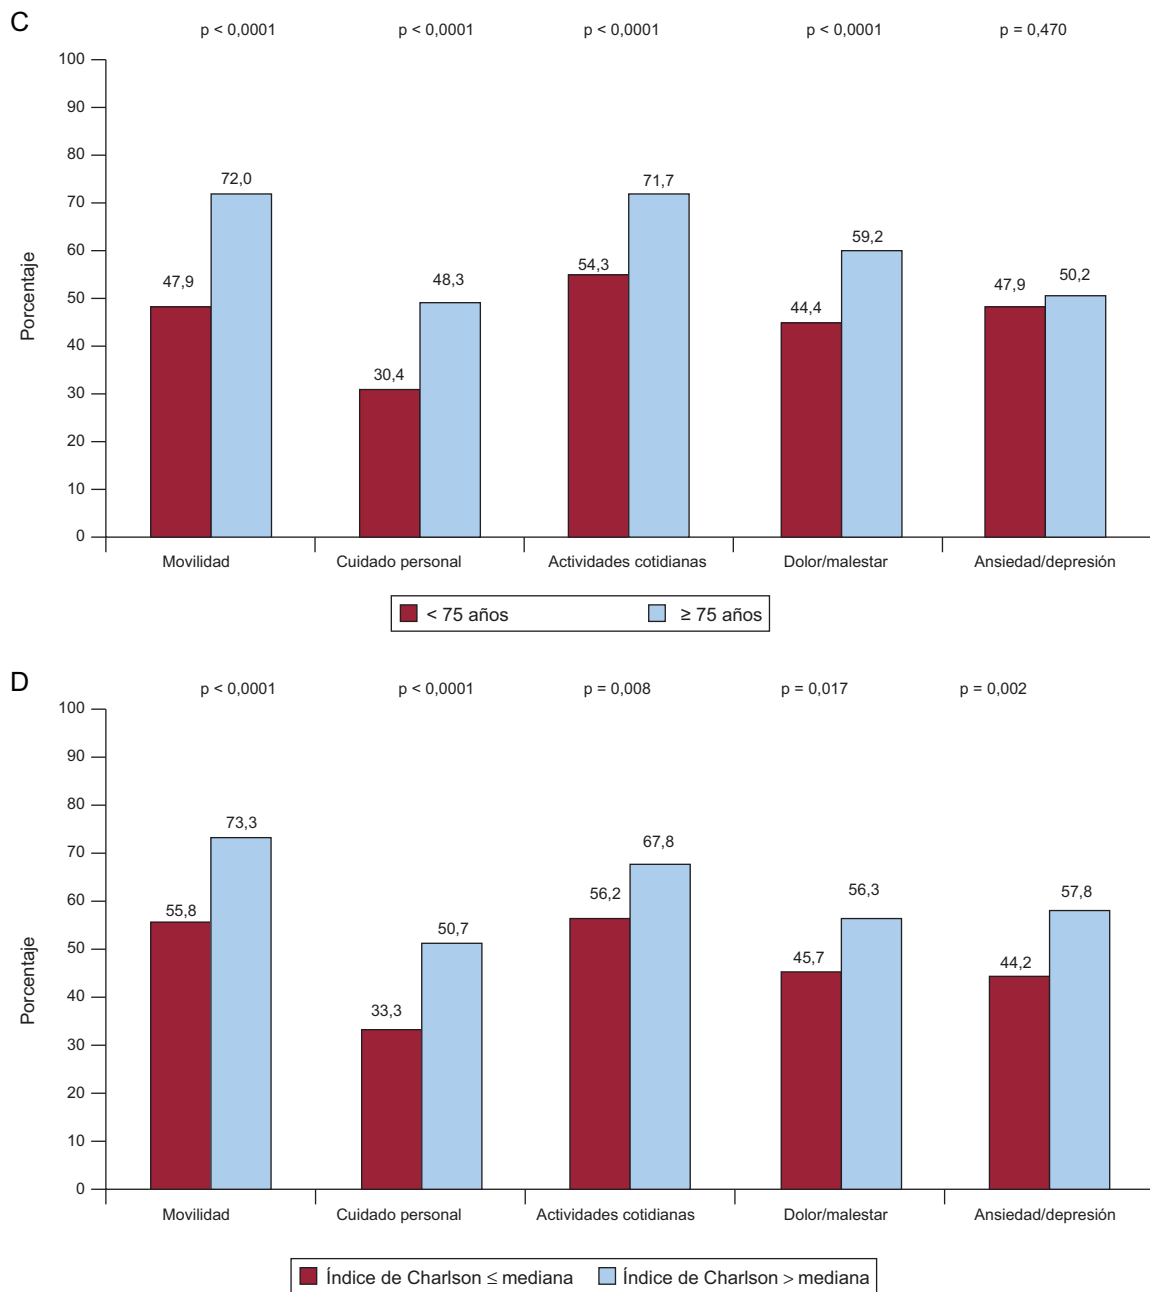 C
p < 0,0001 p < 0,0001 p < 0,0001 p < 0,0001 p = 0,470
100
90
80
70
60
50
40
30
20
10
0
Porcentaje
47,9 72,0 30,4 48,3 54,3 71,7 44,4 59,2 47,9 50,2
Movilidad Cuidado personal Actividades cotidianas Dolor/malestar Ansiedad/depresión
< 75 años ≥ 75 años
D
p < 0,0001 p < 0,0001 p = 0,008 p = 0,017 p = 0,002
100
90
80
70
60
50
40
30
20
10
0
Porcentaje
55,8 73,3 33,3 50,7 56,2 67,8 45,7 56,3 44,2 57,8
Movilidad Cuidado personal Actividades cotidianas Dolor/malestar Ansiedad/depresión
Índice de Charlson ≤ mediana Índice de Charlson > mediana